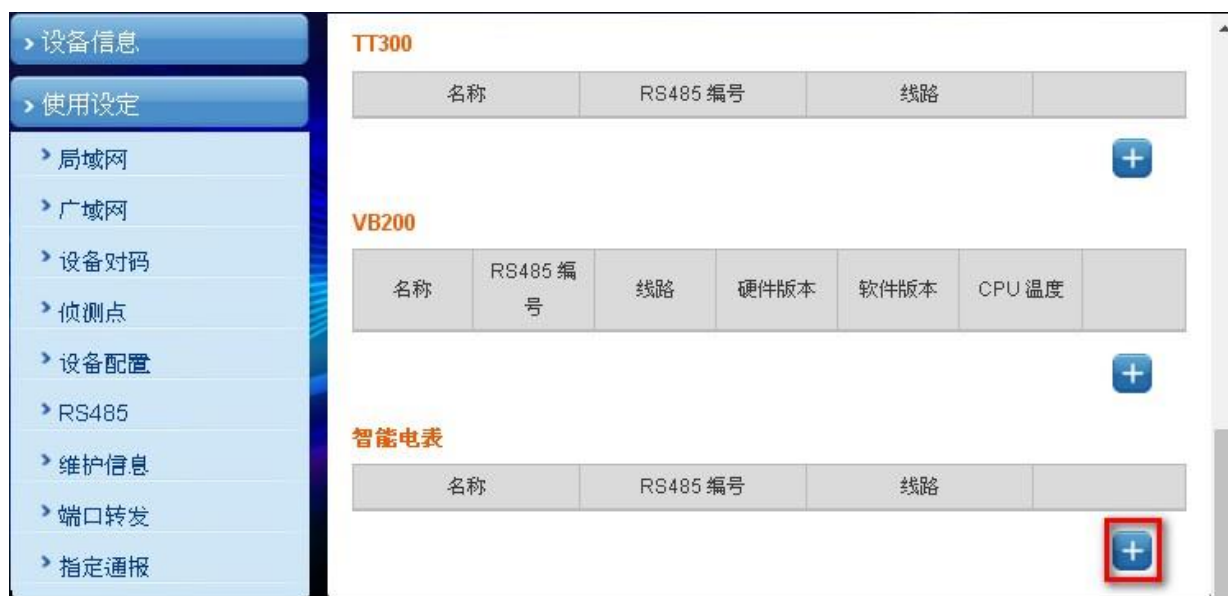 设备信息
使用设定
局域网
广域网
设备对码
侦测点
设备配置
RS485
维护信息
端口转发
指定通报
TT300
名称 RS485 编号 线路
VB200
名称 RS485 编 线路 硬件版本 软件版本 CPU 温度
号
智能电表
名称 RS485 编号 线路